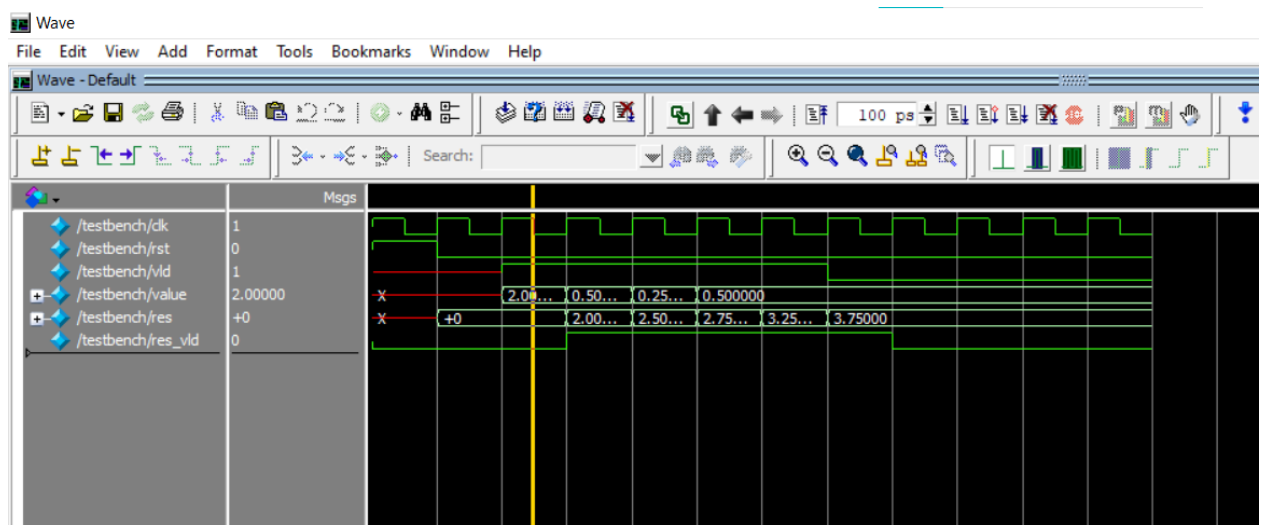 Wave
File Edit View Add Format Tools Bookmarks Window Help
Wave - Default
100 ps
Search:
Msgs
/testbench/clk 1
/testbench/rst 0
/testbench/vld 1
/testbench/value 2.00000 X 2.00... 0.50... 0.25... 0.500000
/testbench/res +0 X +0 2.00... 2.50... 2.75... 3.25... 3.75000
/testbench/res_vld 0